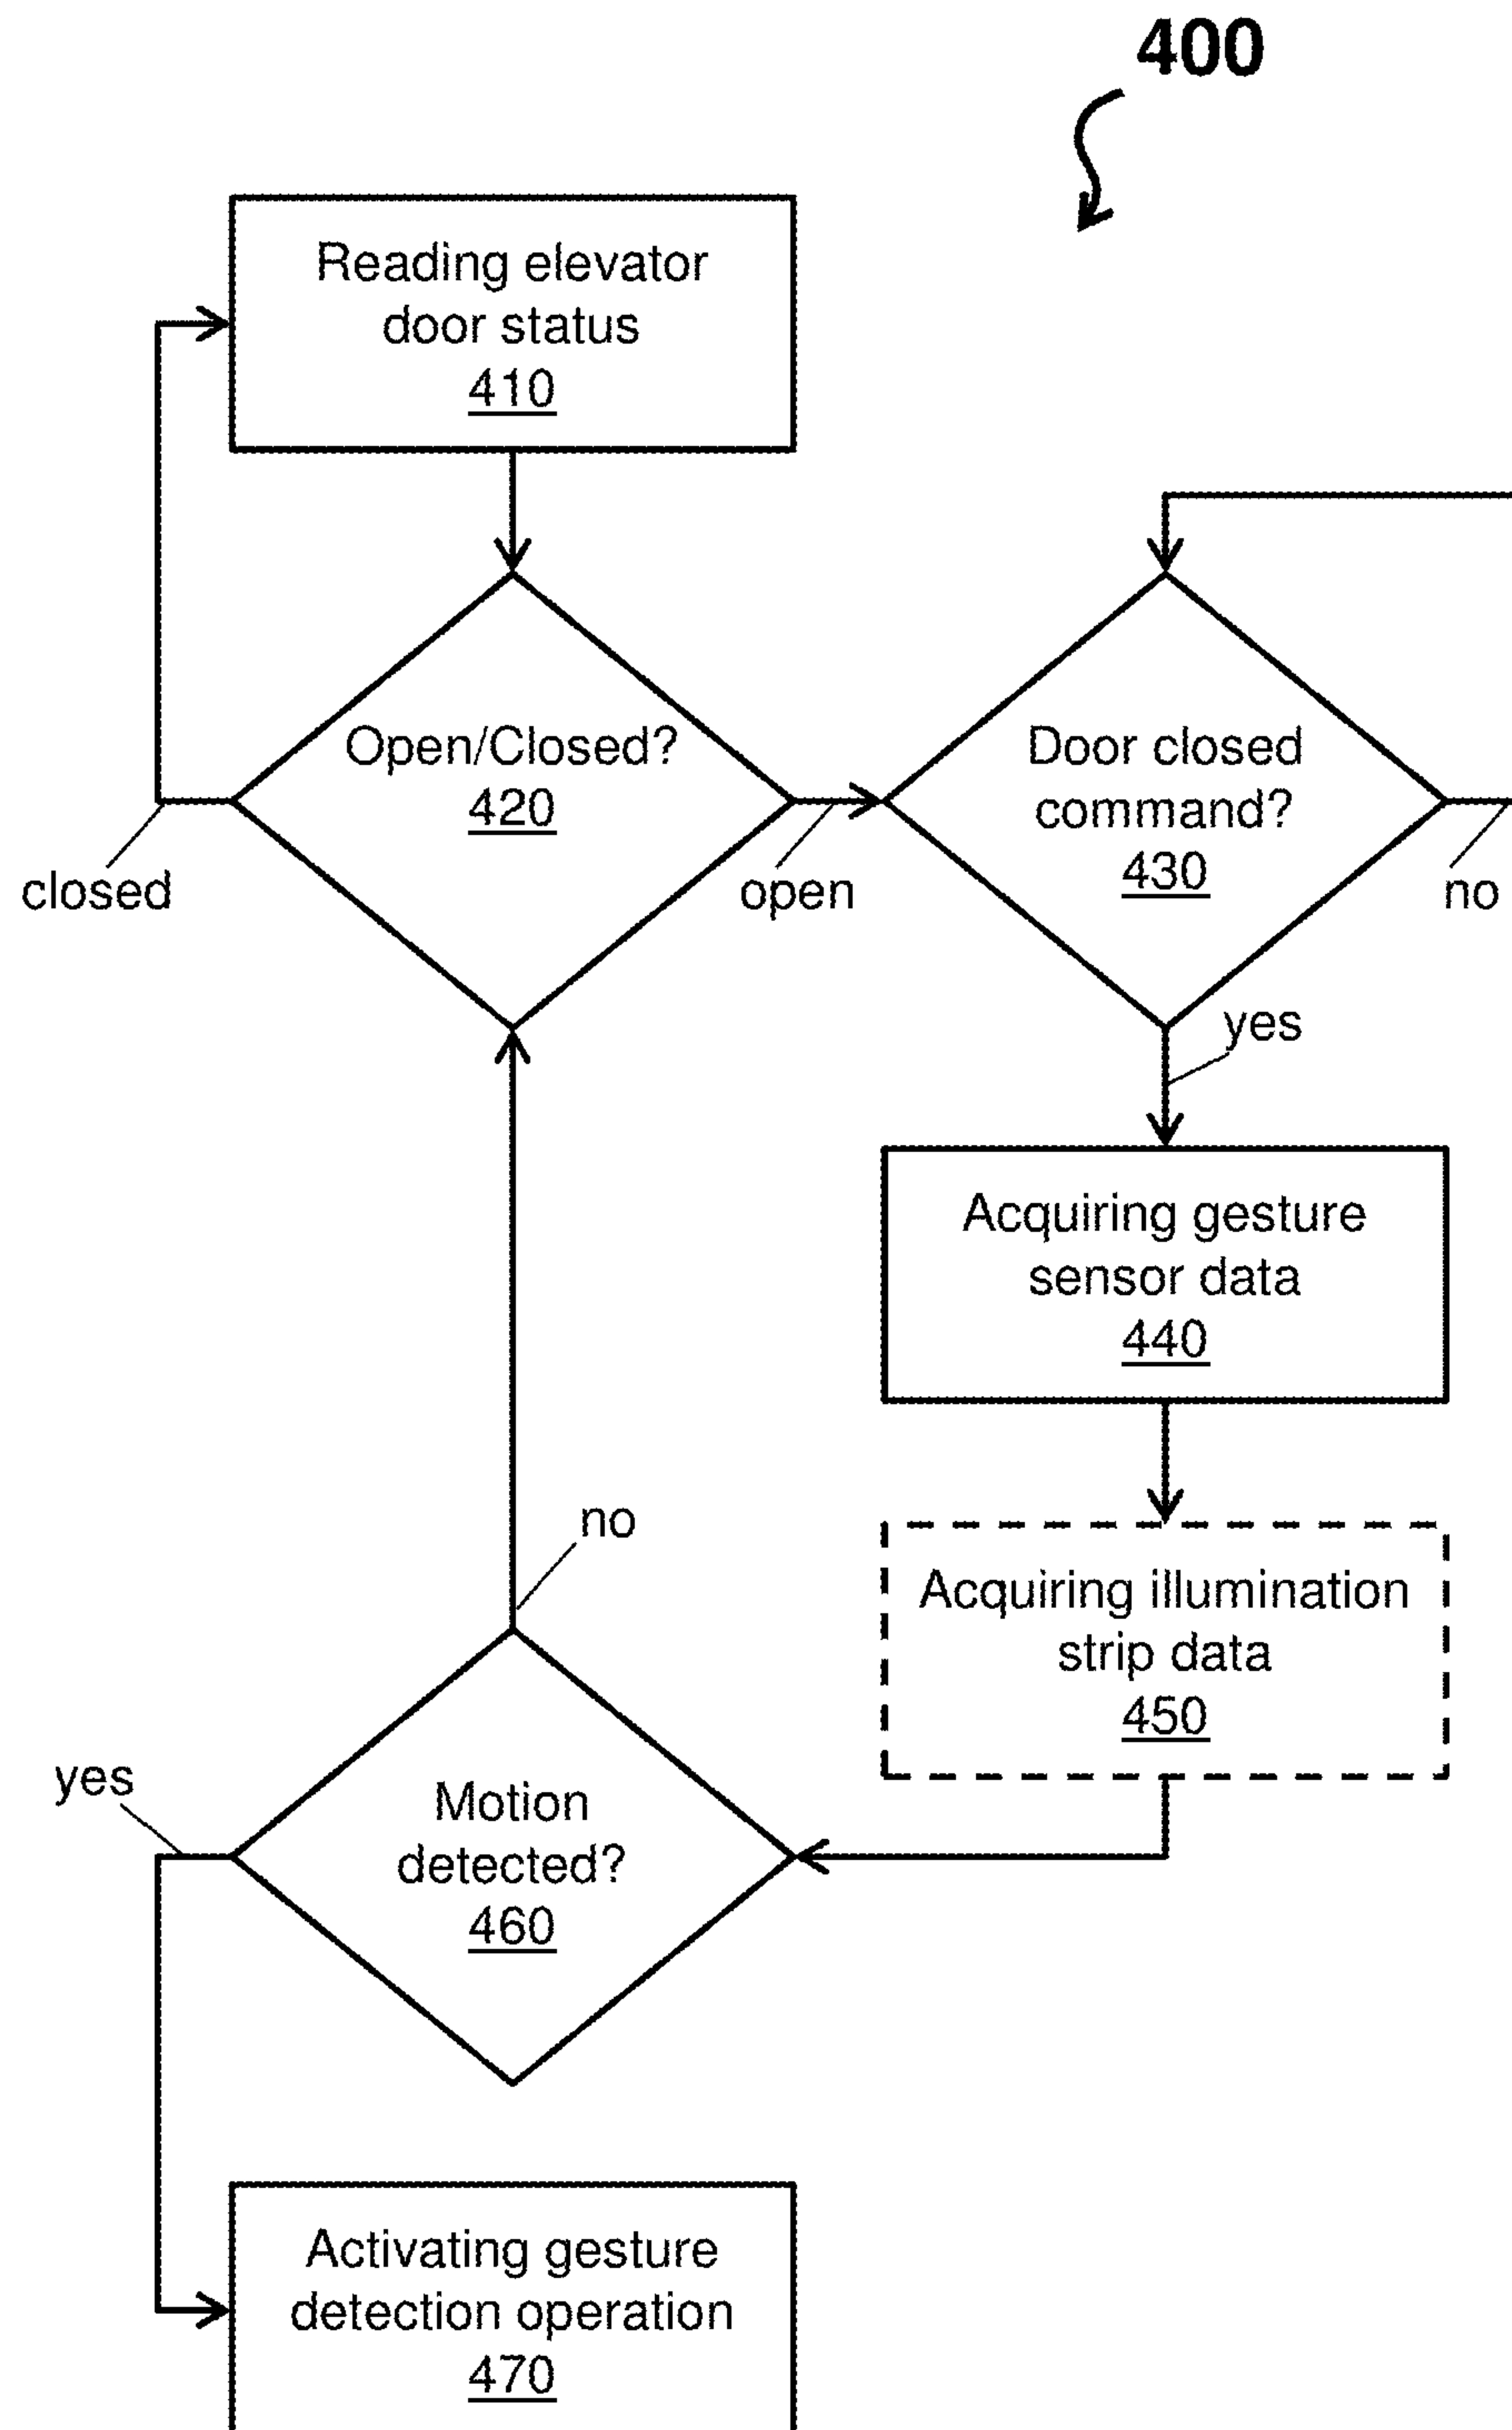 400
Reading elevator
door status
410
Open/Closed?
420
closed
open
Door closed
command?
430
no
yes
Acquiring gesture
sensor data
440
Acquiring illumination
strip data
450
no
yes
Motion
detected?
460
Activating gesture
detection operation
470